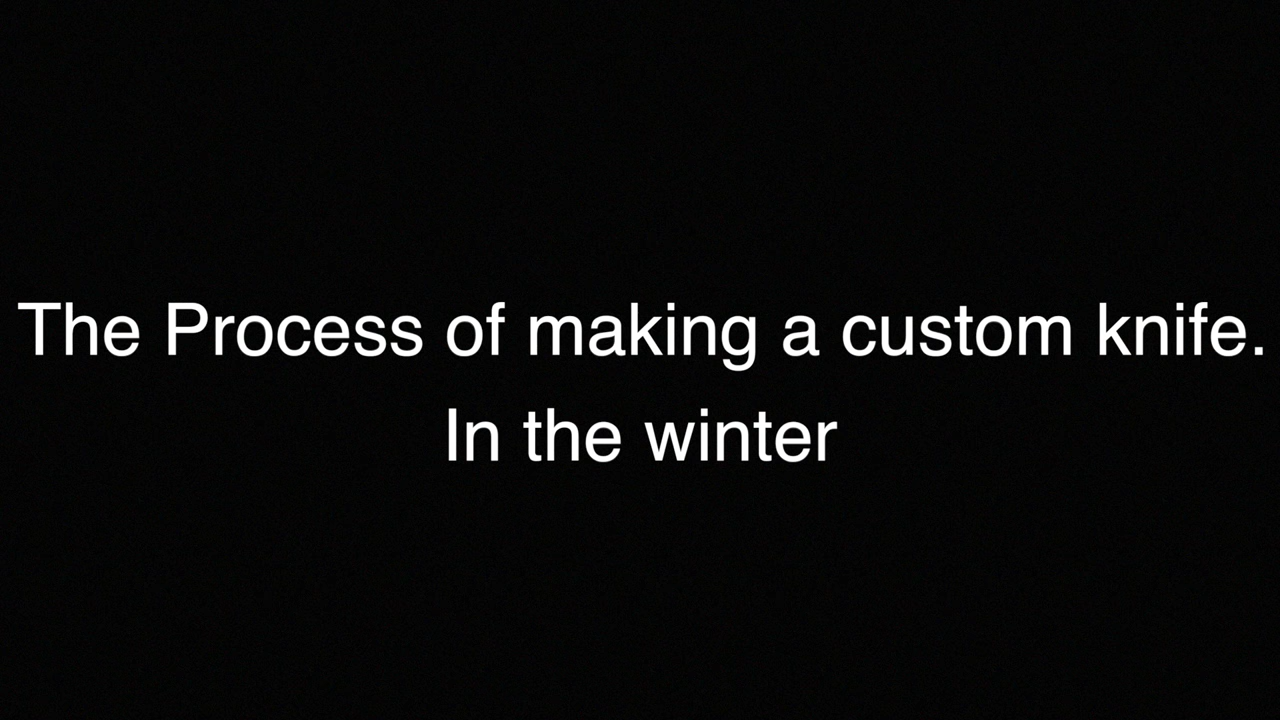 The Process of making a custom knife.
In the winter